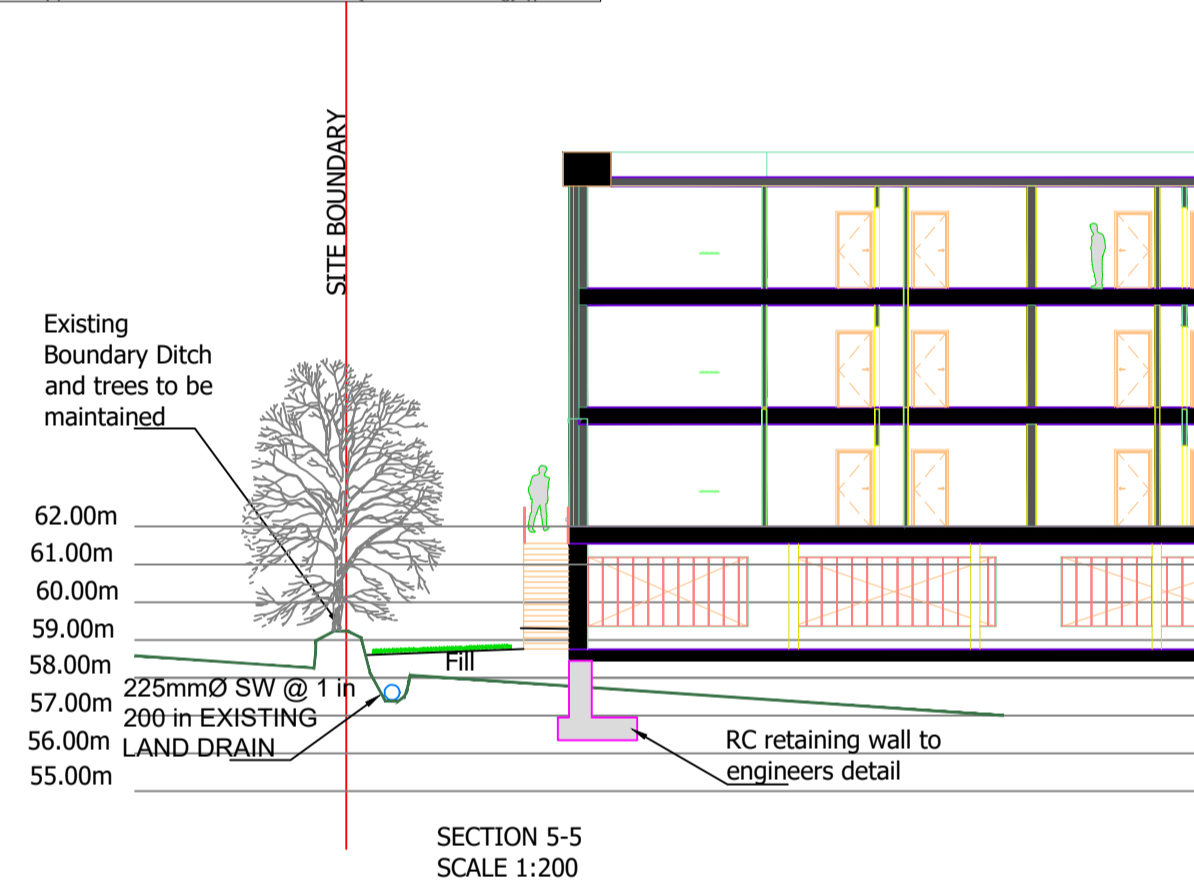 SITE BOUNDARY
Existing
Boundary Ditch
and trees to be
maintained
62.00m
61.00m
60.00m
59.00m
58.00m
57.00m
56.00m
55.00m
Fill
225mmØ SW @ 1 in
200 in EXISTING
LAND DRAIN
RC retaining wall to
engineers detail
SECTION 5-5
SCALE 1:200